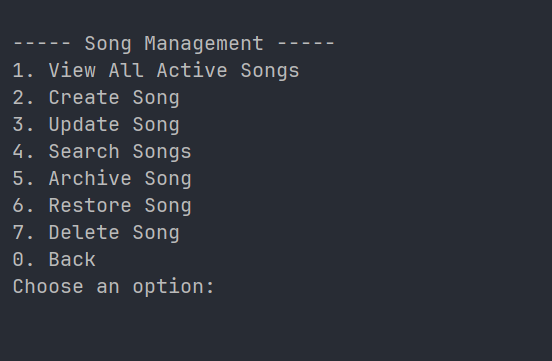 ----- Song Management -----
1. View All Active Songs
2. Create Song
3. Update Song
4. Search Songs
5. Archive Song
6. Restore Song
7. Delete Song
0. Back
Choose an option: